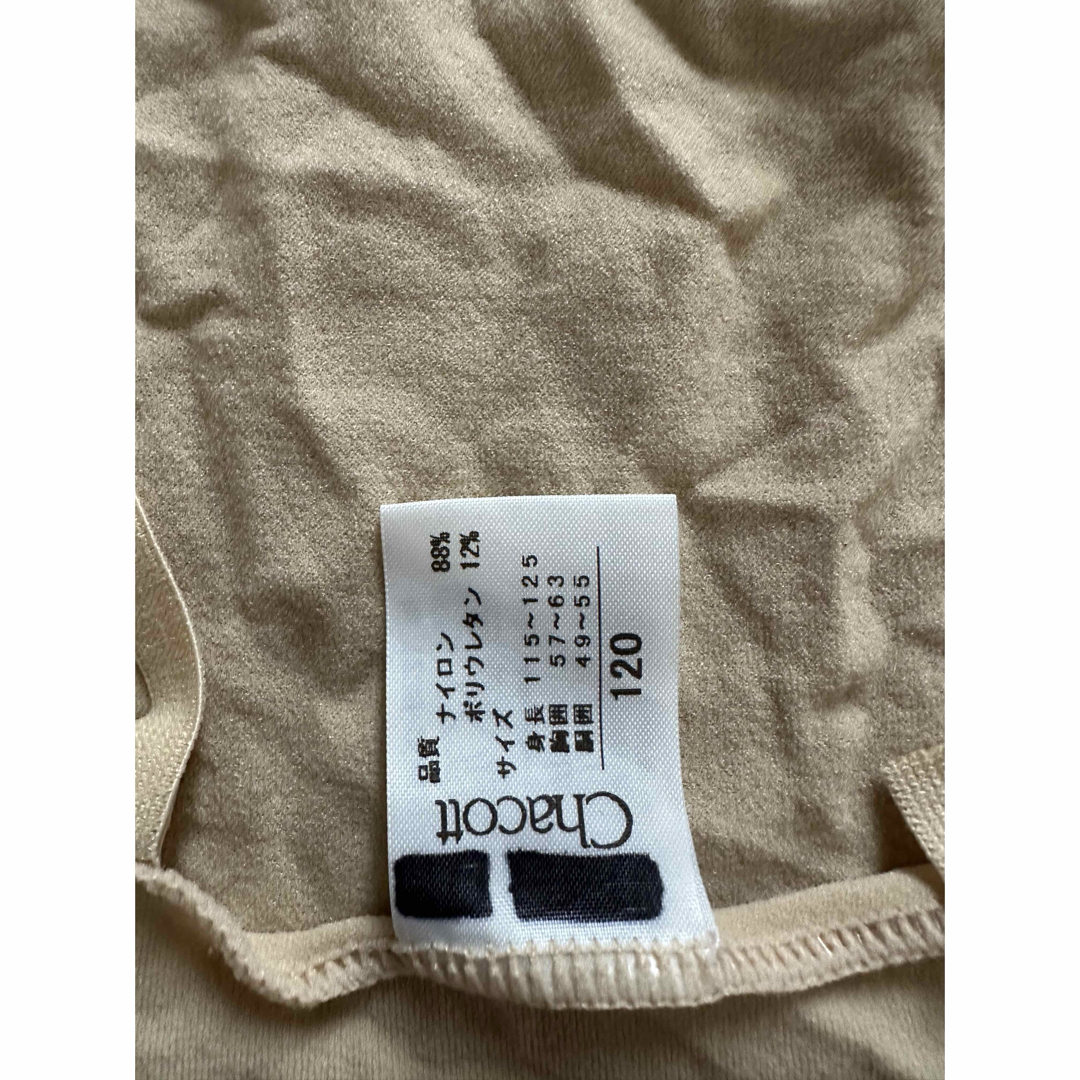 品質 ナイロン 88%
ポリウレタン 12%
サイズ
身長 115~125
胸囲 57~63
胴囲 49~55
120
Chacott